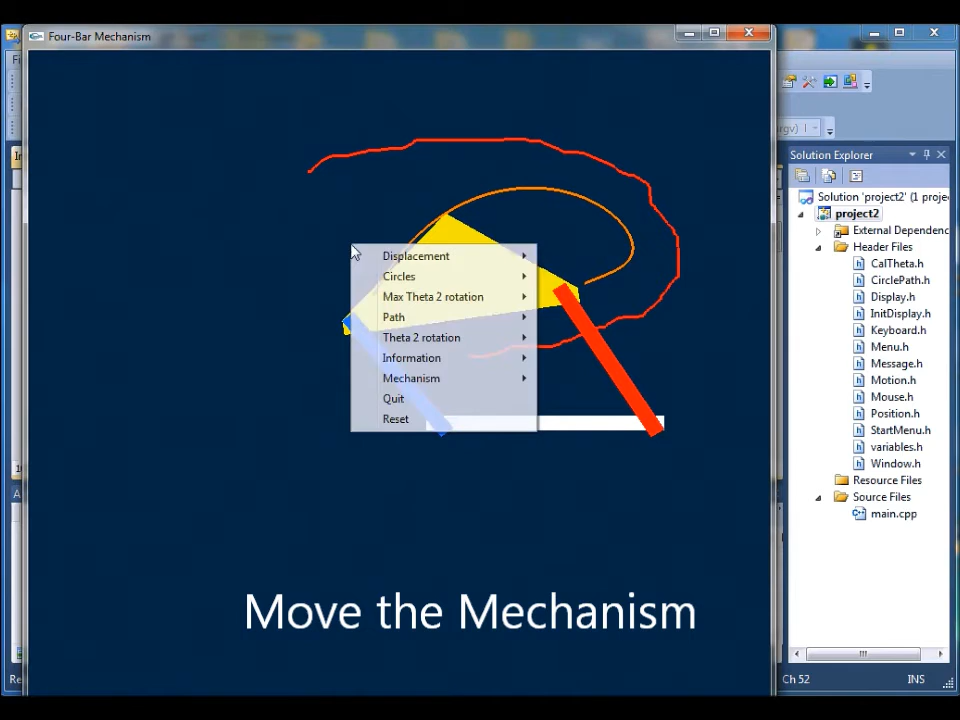 Four-Bar Mechanism
Displacement
Circles
Max Theta 2 rotation
Path
Theta 2 rotation
Information
Mechanism
Quit
Reset
Move the Mechanism
Solution Explorer
Solution 'project2' (1 proje
project2
External Dependenc
Header Files
CalTheta.h
CirclePath.h
Display.h
InitDisplay.h
Keyboard.h
Menu.h
Message.h
Motion.h
Mouse.h
Position.h
StartMenu.h
variables.h
Window.h
Resource Files
Source Files
main.cpp
Ch 52
INS